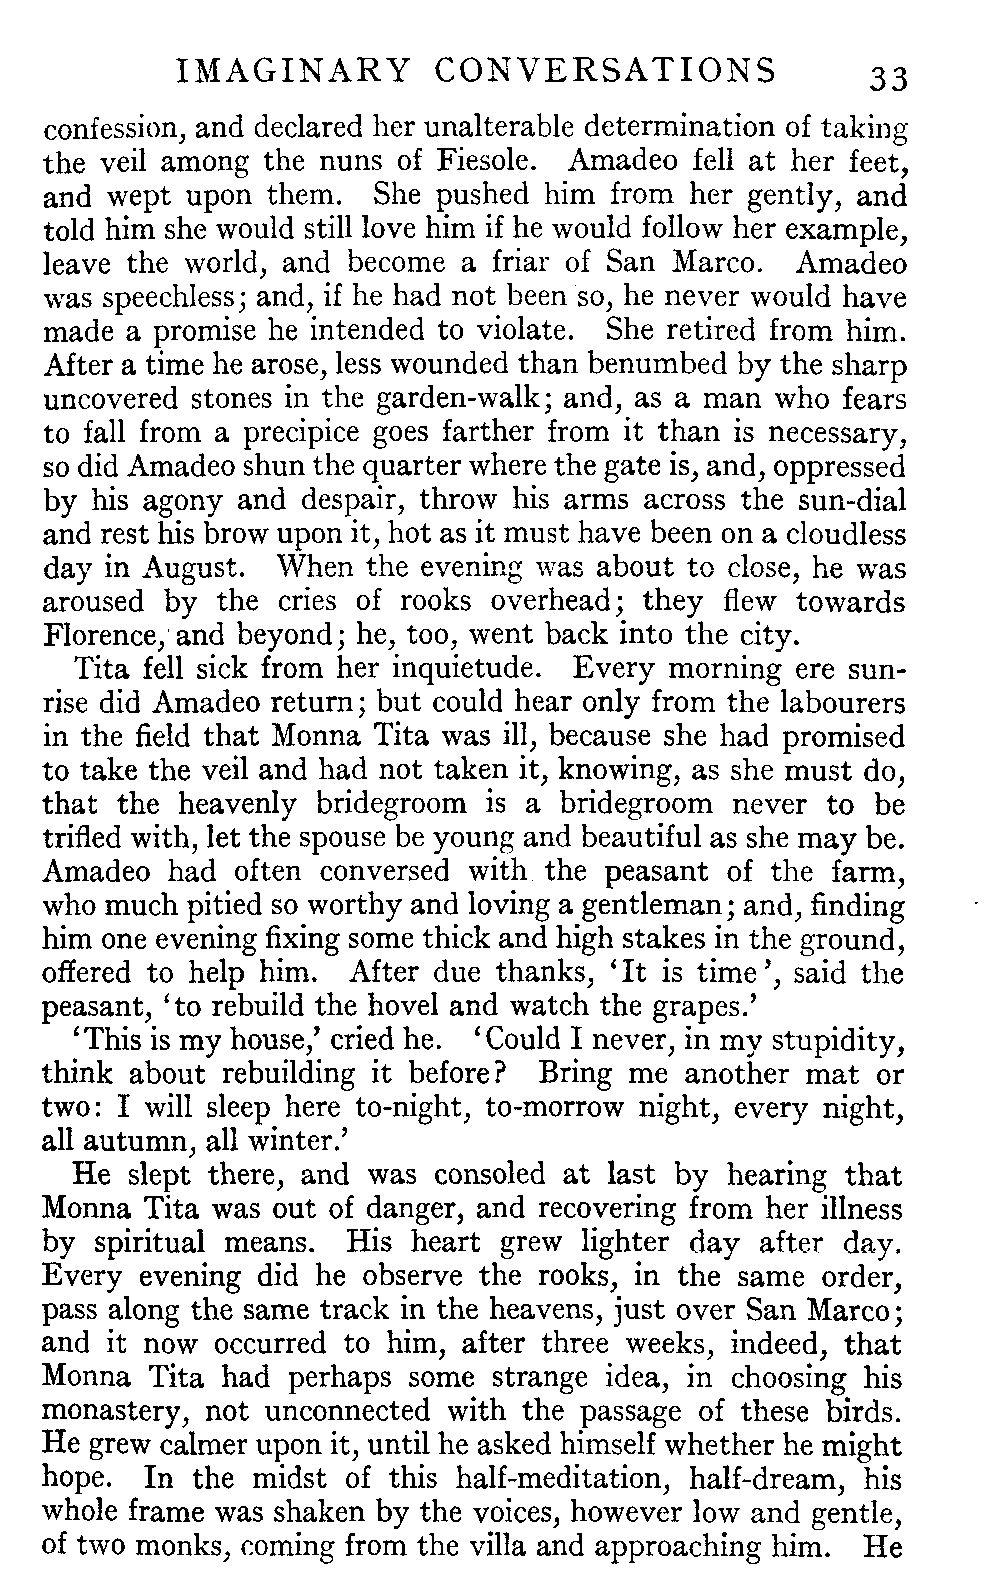 IMAGINARY CONVERSATIONS 33
confession, and declared her unalterable determination of taking
the veil among the nuns of Fiesole. Amadeo fell at her feet,
and wept upon them. She pushed him from her gently, and
told him she would still love him if he would follow her example,
leave the world, and become a friar of San Marco. Amadeo
was speechless; and, if he had not been so, he never would have
made a promise he intended to violate. She retired from him.
After a time he arose, less wounded than benumbed by the sharp
uncovered stones in the garden-walk; and, as a man who fears
to fall from a precipice goes farther from it than is necessary,
so did Amadeo shun the quarter where the gate is, and, oppressed
by his agony and despair, throw his arms across the sun-dial
and rest his brow upon it, hot as it must have been on a cloudless
day in August. When the evening was about to close, he was
aroused by the cries of rooks overhead; they flew towards
Florence, and beyond; he, too, went back into the city.
Tita fell sick from her inquietude. Every morning ere sun-
rise did Amadeo return; but could hear only from the labourers
in the field that Monna Tita was ill, because she had promised
to take the veil and had not taken it, knowing, as she must do,
that the heavenly bridegroom is a bridegroom never to be
trifled with, let the spouse be young and beautiful as she may be.
Amadeo had often conversed with the peasant of the farm,
who much pitied so worthy and loving a gentleman; and, finding
him one evening fixing some thick and high stakes in the ground,
offered to help him. After due thanks, ‘It is time’, said the
peasant, ‘to rebuild the hovel and watch the grapes.’
‘This is my house,’ cried he. ‘Could I never, in my stupidity,
think about rebuilding it before? Bring me another mat or
two: I will sleep here to-night, to-morrow night, every night,
all autumn, all winter.’
He slept there, and was consoled at last by hearing that
Monna Tita was out of danger, and recovering from her illness
by spiritual means. His heart grew lighter day after day.
Every evening did he observe the rooks, in the same order,
pass along the same track in the heavens, just over San Marco;
and it now occurred to him, after three weeks, indeed, that
Monna Tita had perhaps some strange idea, in choosing his
monastery, not unconnected with the passage of these birds.
He grew calmer upon it, until he asked himself whether he might
hope. In the midst of this half-meditation, half-dream, his
whole frame was shaken by the voices, however low and gentle,
of two monks, coming from the villa and approaching him. He